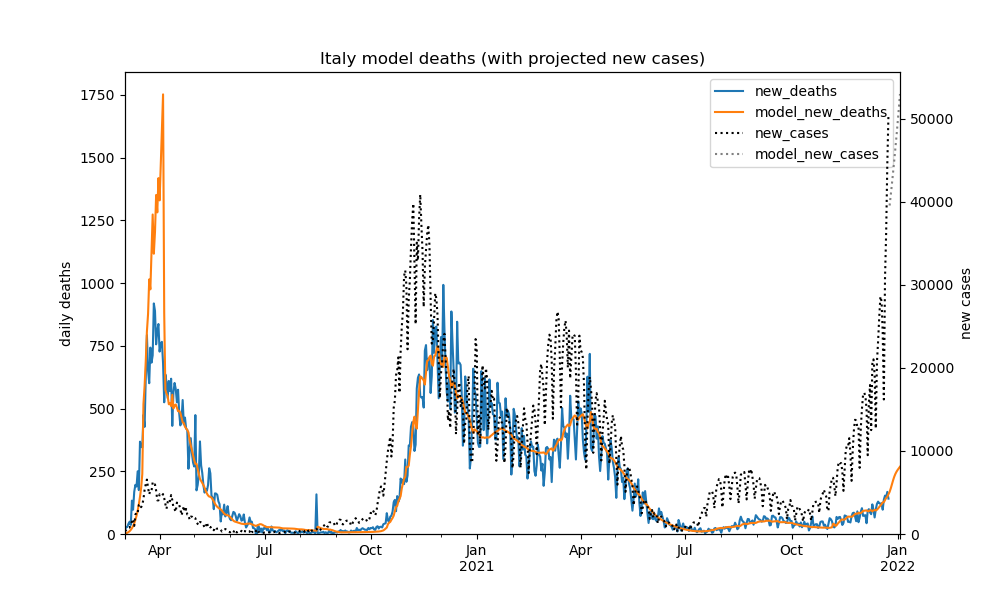 Italy model deaths (with projected new cases)
new_deaths
model_new_deaths
new_cases
model_new_cases
daily deaths
1750
1500
1250
1000
750
500
250
0
new cases
50000
40000
30000
20000
10000
0
Apr
Jul
Oct
Jan
2021
Apr
Jul
Oct
Jan
2022